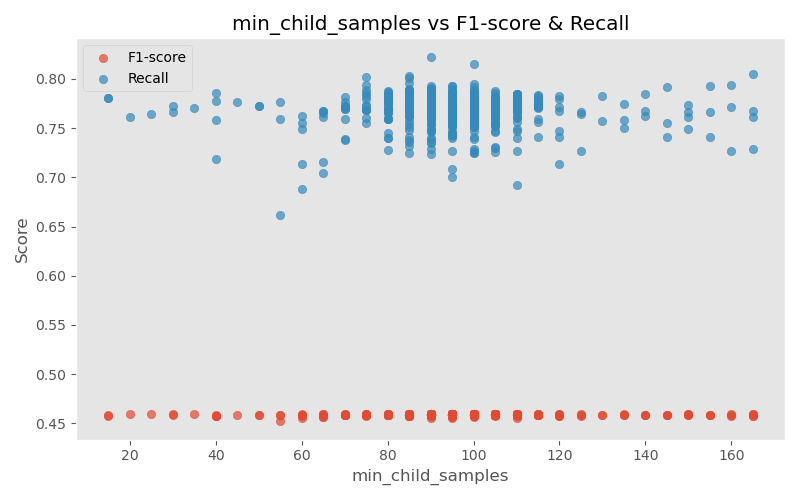 min_child_samples vs F1-score & Recall
F1-score
Recall
Score
0.80
0.75
0.70
0.65
0.60
0.55
0.50
0.45
20 40 60 80 100 120 140 160
min_child_samples